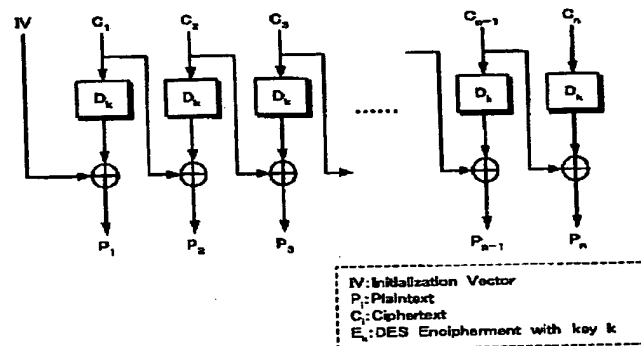 IV C₁ C₂ C₃ Cₙ₋₁ Cₙ
Dₖ Dₖ Dₖ Dₖ Dₖ
......
P₁ P₂ P₃ Pₙ₋₁ Pₙ
IV:Initialization Vector
Pᵢ:Plaintext
Cᵢ:Ciphertext
Eₖ:DES Encipherment with key k